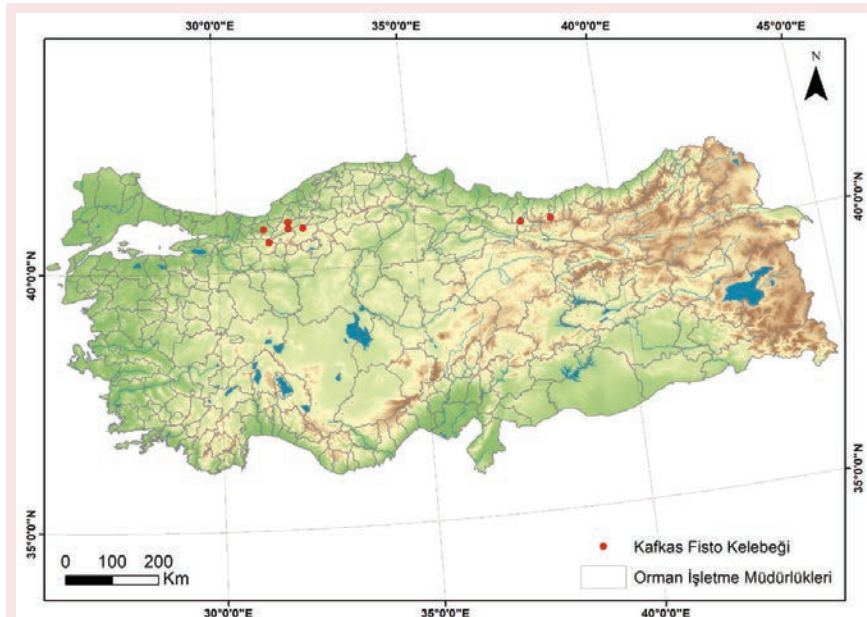 30°0'0"E 35°0'0"E 40°0'0"E 45°0'0"E
N
40°0'0"N
40°0'0"N
35°0'0"N
35°0'0"N
Kafkas Fisto Kelebeği
Orman İşletme Müdürlükleri
0 100 200
Km
30°0'0"E 35°0'0"E 40°0'0"E